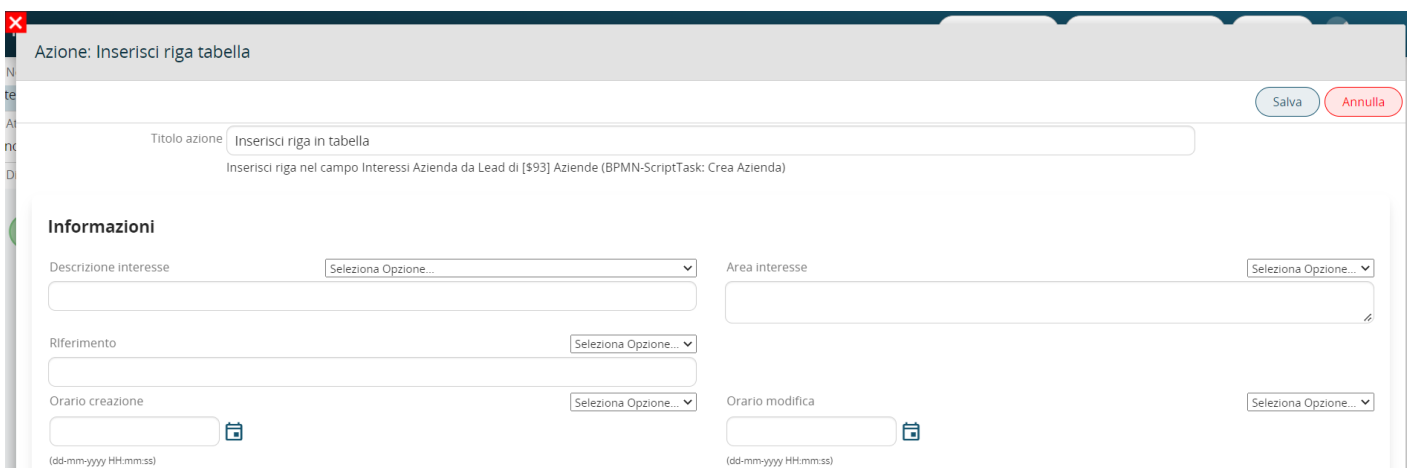 Azione: Inserisci riga tabella
Salva
Annulla
Titolo azione
Inserisci riga in tabella
Inserisci riga nel campo Interessi Azienda da Lead di [$93] Aziende (BPMN-ScriptTask: Crea Azienda)
Informazioni
Descrizione interesse
Seleziona Opzione...
Area interesse
Seleziona Opzione...
RIferimento
Seleziona Opzione...
Orario creazione
Seleziona Opzione...
Orario modifica
Seleziona Opzione...
(dd-mm-yyyy HH:mm:ss)
(dd-mm-yyyy HH:mm:ss)